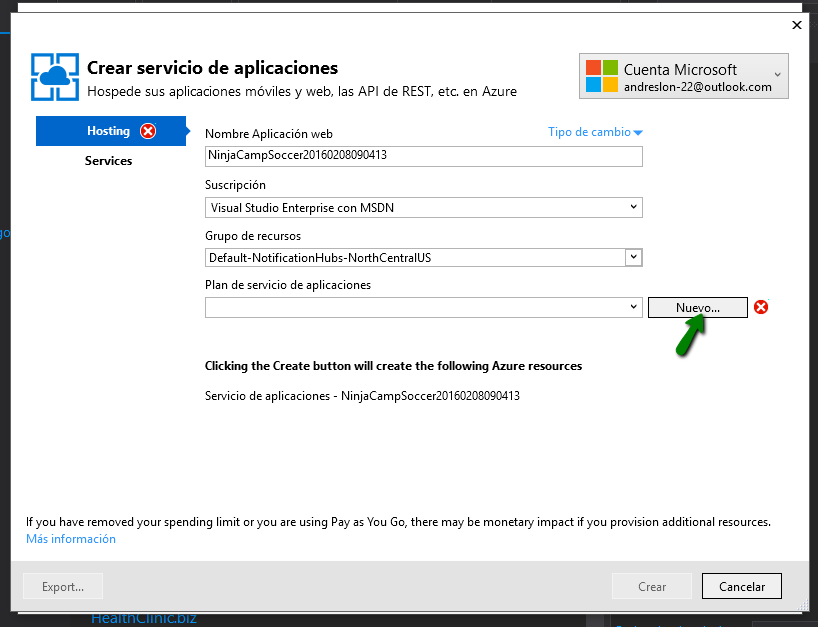 Crear servicio de aplicaciones
Hospede sus aplicaciones móviles y web, las API de REST, etc. en Azure
Cuenta Microsoft
andreslon-22@outlook.com
Hosting
Services
Nombre Aplicación web
Tipo de cambio
NinjaCampSoccer20160208090413
Suscripción
Visual Studio Enterprise con MSDN
Grupo de recursos
Default-NotificationHubs-NorthCentralUS
Plan de servicio de aplicaciones
Nuevo...
Clicking the Create button will create the following Azure resources
Servicio de aplicaciones - NinjaCampSoccer20160208090413
If you have removed your spending limit or you are using Pay as You Go, there may be monetary impact if you provision additional resources.
Más información
Export...
Crear
Cancelar
HealthClinic.biz